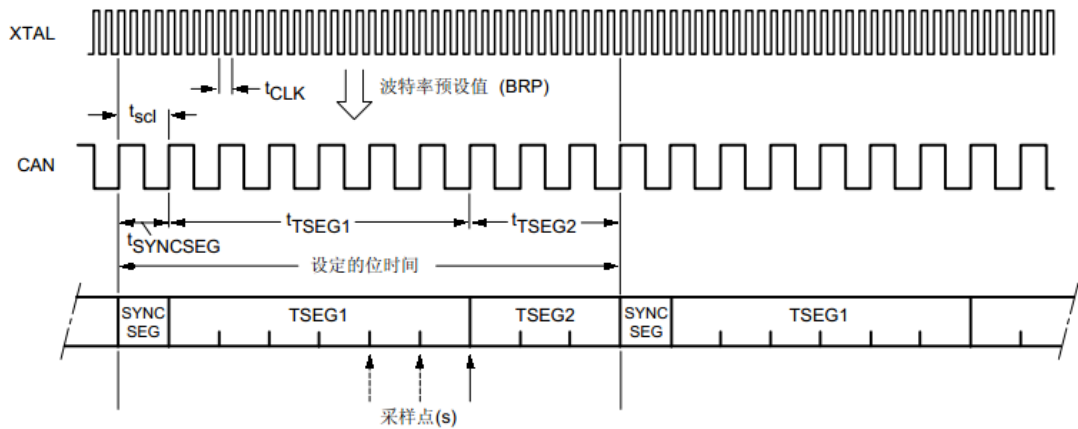 XTAL
tCLK
波特率预设值 (BRP)
tscl
CAN
tSYNCSEG
tTSEG1
tTSEG2
设定的位时间
SYNC
SEG
TSEG1
TSEG2
SYNC
SEG
TSEG1
采样点(s)